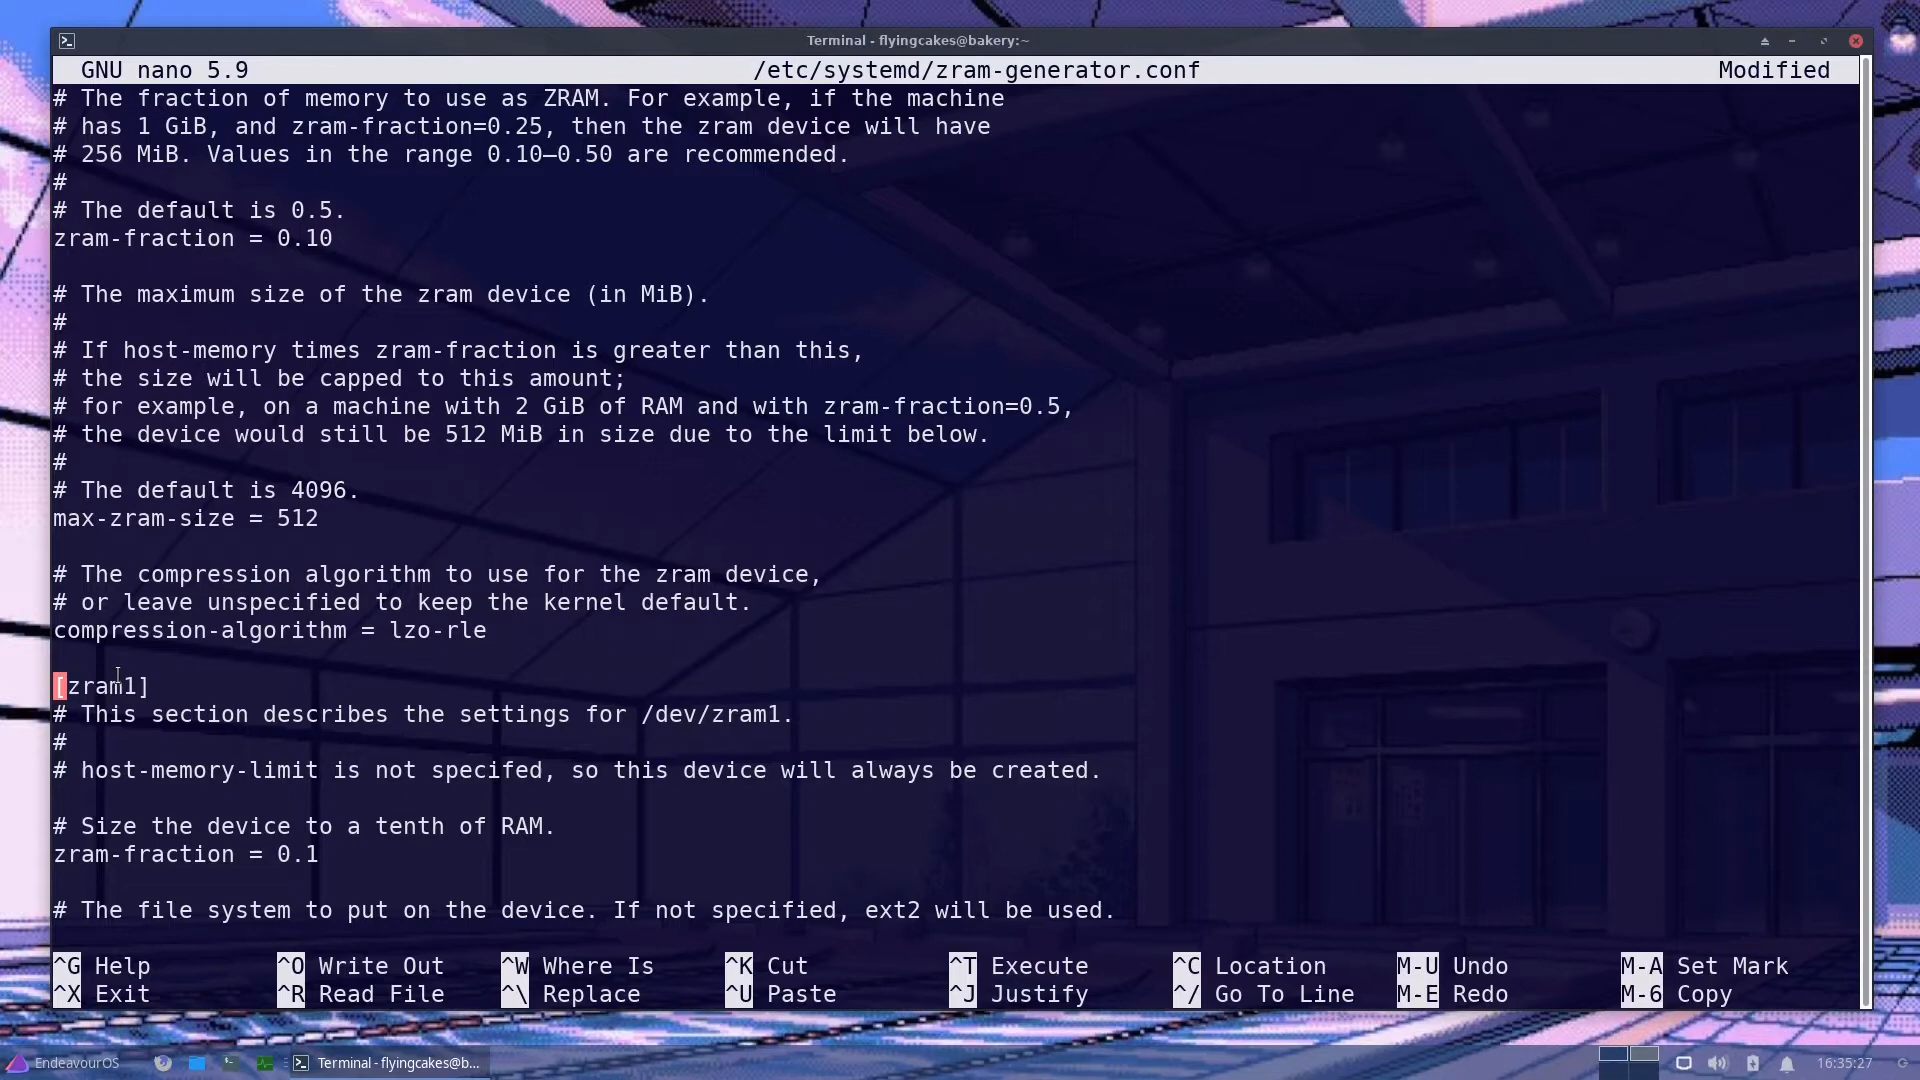 Terminal - flyingcakes@bakery:~
GNU nano 5.9 /etc/systemd/zram-generator.conf Modified
# The fraction of memory to use as ZRAM. For example, if the machine
# has 1 GiB, and zram-fraction=0.25, then the zram device will have
# 256 MiB. Values in the range 0.10–0.50 are recommended.
#
# The default is 0.5.
zram-fraction = 0.10
# The maximum size of the zram device (in MiB).
#
# If host-memory times zram-fraction is greater than this,
# the size will be capped to this amount;
# for example, on a machine with 2 GiB of RAM and with zram-fraction=0.5,
# the device would still be 512 MiB in size due to the limit below.
#
# The default is 4096.
max-zram-size = 512
# The compression algorithm to use for the zram device,
# or leave unspecified to keep the kernel default.
compression-algorithm = lzo-rle
[zram1]
# This section describes the settings for /dev/zram1.
#
# host-memory-limit is not specifed, so this device will always be created.
# Size the device to a tenth of RAM.
zram-fraction = 0.1
# The file system to put on the device. If not specified, ext2 will be used.
^G Help ^O Write Out ^W Where Is ^K Cut ^T Execute ^C Location M-U Undo M-A Set Mark
^X Exit ^R Read File ^\ Replace ^U Paste ^J Justify ^/ Go To Line M-E Redo M-6 Copy
EndeavourOS Terminal - flyingcakes@b... 16:35:27